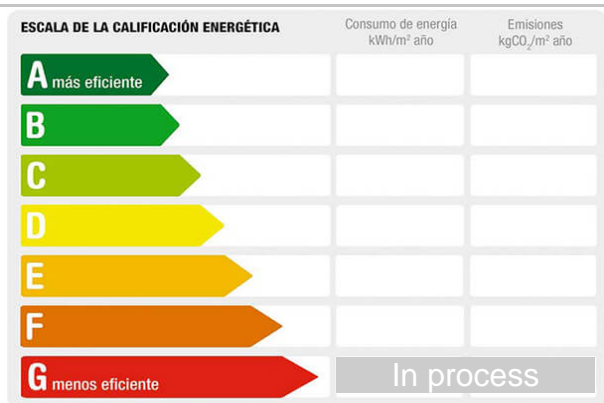 ESCALA DE LA CALIFICACIÓN ENERGÉTICA
Consumo de energía
kWh/m² año
Emisiones
kgCO₂/m² año
A más eficiente
B
C
D
E
F
G menos eficiente
In process